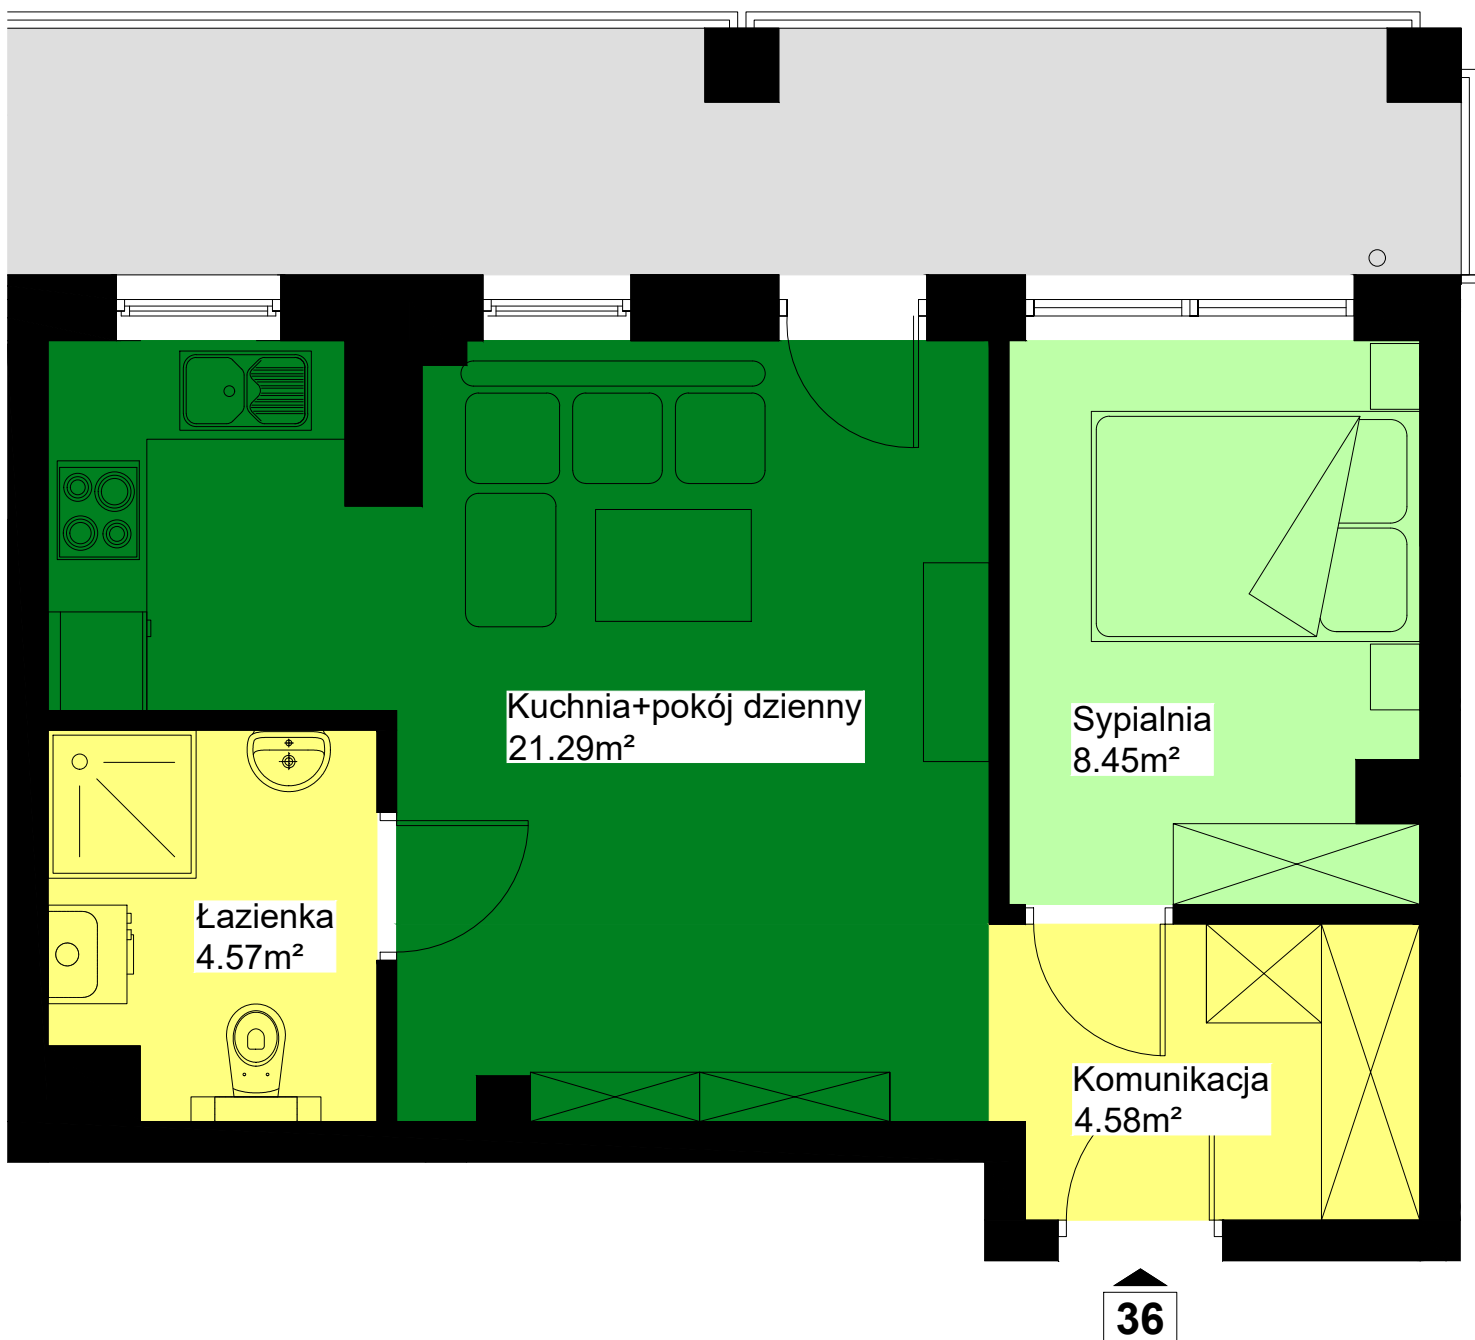 Kuchnia+pokój dzienny
21.29m²
Sypialnia
8.45m²
Łazienka
4.57m²
Komunikacja
4.58m²
36